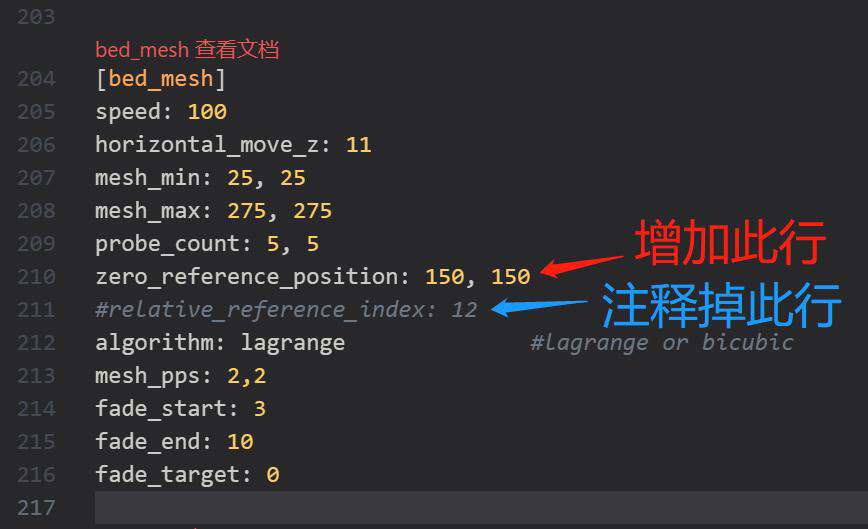 203
bed_mesh 查看文档
204 [bed_mesh]
205 speed: 100
206 horizontal_move_z: 11
207 mesh_min: 25, 25
208 mesh_max: 275, 275
209 probe_count: 5, 5
增加此行
210 zero_reference_position: 150, 150
211 #relative_reference_index: 12
注释掉此行
212 algorithm: lagrange #lagrange or bicubic
213 mesh_pps: 2,2
214 fade_start: 3
215 fade_end: 10
216 fade_target: 0
217